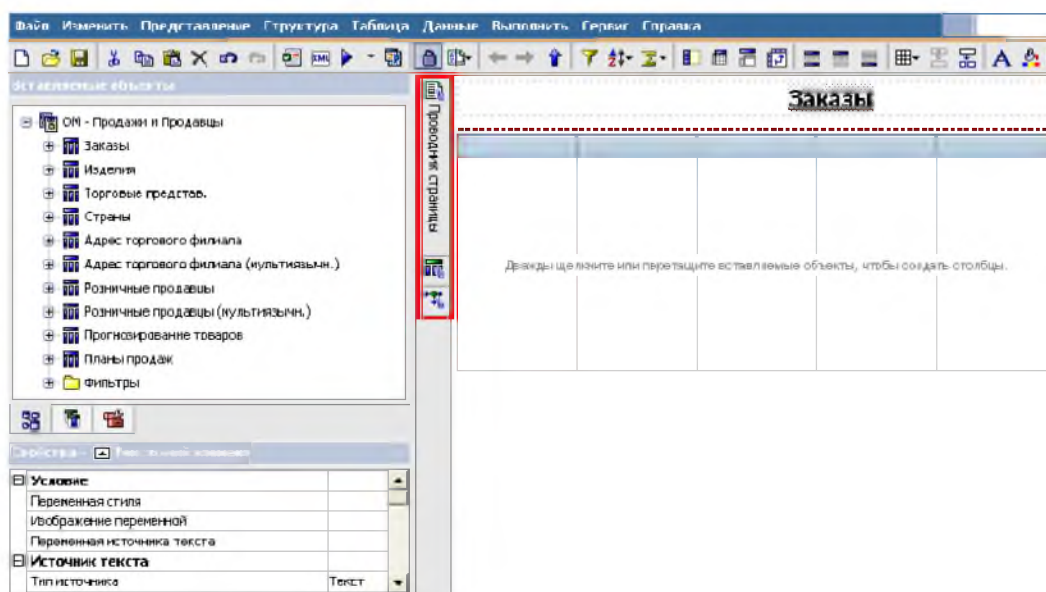 Файл Изменить Представление Структура Таблица Данные Выполнить Сервис Справка
Вставляемые объекты
ОМ - Продажи и Продавцы
Заказы
Изделия
Торговые представ.
Страны
Адрес торгового филиала
Адрес торгового филиала (мультиязычн.)
Розничные продавцы
Розничные продавцы (мультиязычн.)
Прогнозирование товаров
Планы продаж
Фильтры
Свойства -
Условие
Переменная стиля
Изображение переменной
Переменная источника текста
Источник текста
Тип источника Текст
Проводник страницы
Заказы
Дважды щелкните или перетащите вставляемые объекты, чтобы создать столбцы.